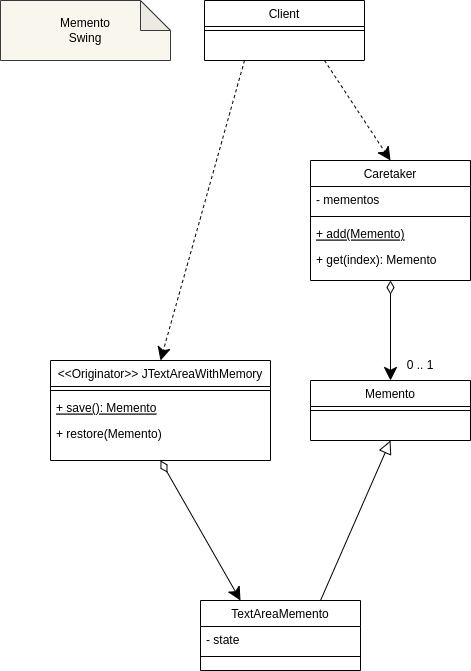 Memento
Swing
Client
Caretaker
- mementos
+ add(Memento)
+ get(index): Memento
0 .. 1
<<Originator>> JTextAreaWithMemory
+ save(): Memento
+ restore(Memento)
Memento
TextAreaMemento
- state